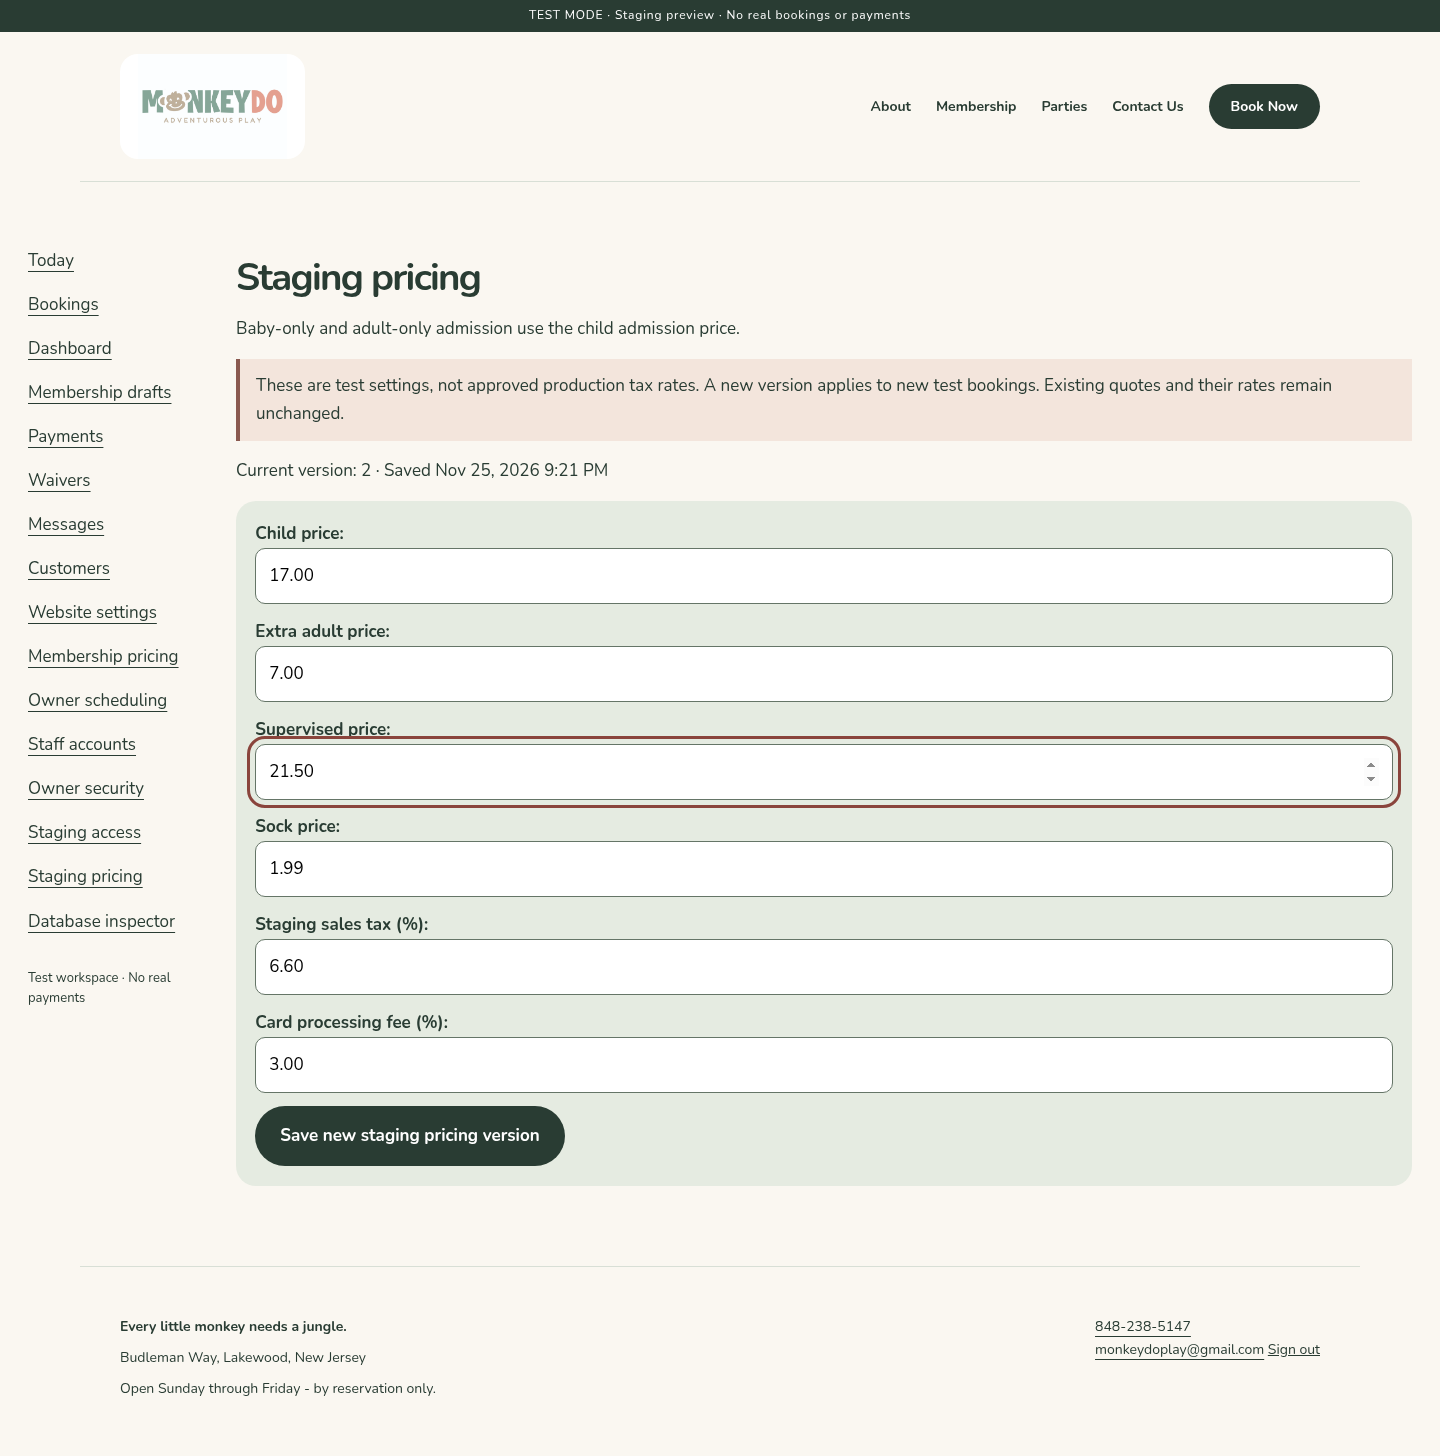 TEST MODE · Staging preview · No real bookings or payments
MONKEYDO
ADVENTUROUS PLAY
About
Membership
Parties
Contact Us
Book Now
Today
Bookings
Dashboard
Membership drafts
Payments
Waivers
Messages
Customers
Website settings
Membership pricing
Owner scheduling
Staff accounts
Owner security
Staging access
Staging pricing
Database inspector
Test workspace · No real
payments
Staging pricing
Baby-only and adult-only admission use the child admission price.
These are test settings, not approved production tax rates. A new version applies to new test bookings. Existing quotes and their rates remain
unchanged.
Current version: 2 · Saved Nov 25, 2026 9:21 PM
Child price:
17.00
Extra adult price:
7.00
Supervised price:
21.50
Sock price:
1.99
Staging sales tax (%):
6.60
Card processing fee (%):
3.00
Save new staging pricing version
Every little monkey needs a jungle.
Budleman Way, Lakewood, New Jersey
Open Sunday through Friday - by reservation only.
848-238-5147
monkeydoplay@gmail.com Sign out